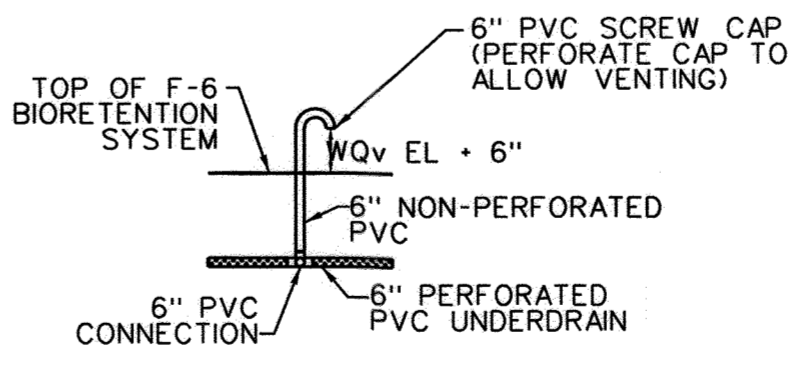 6" PVC SCREW CAP
(PERFORATE CAP TO
ALLOW VENTING)
TOP OF F-6
BIORETENTION
SYSTEM
WQv EL + 6"
6" NON-PERFORATED
PVC
6" PVC
CONNECTION
6" PERFORATED
PVC UNDERDRAIN